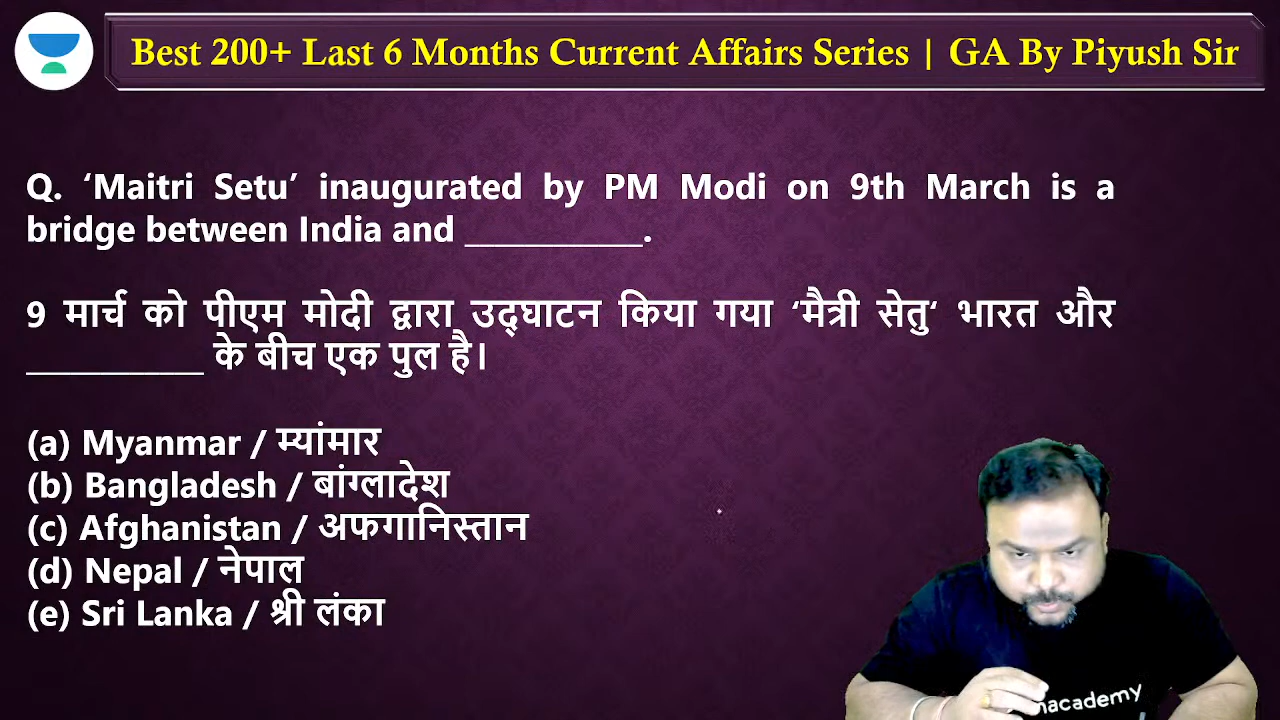 Best 200+ Last 6 Months Current Affairs Series | GA By Piyush Sir
Q. ‘Maitri Setu’ inaugurated by PM Modi on 9th March is a
bridge between India and ___________.
9 मार्च को पीएम मोदी द्वारा उद्घाटन किया गया ‘मैत्री सेतु‘ भारत और
___________ के बीच एक पुल है।
(a) Myanmar / म्यांमार
(b) Bangladesh / बांग्लादेश
(c) Afghanistan / अफगानिस्तान
(d) Nepal / नेपाल
(e) Sri Lanka / श्री लंका
nacademy